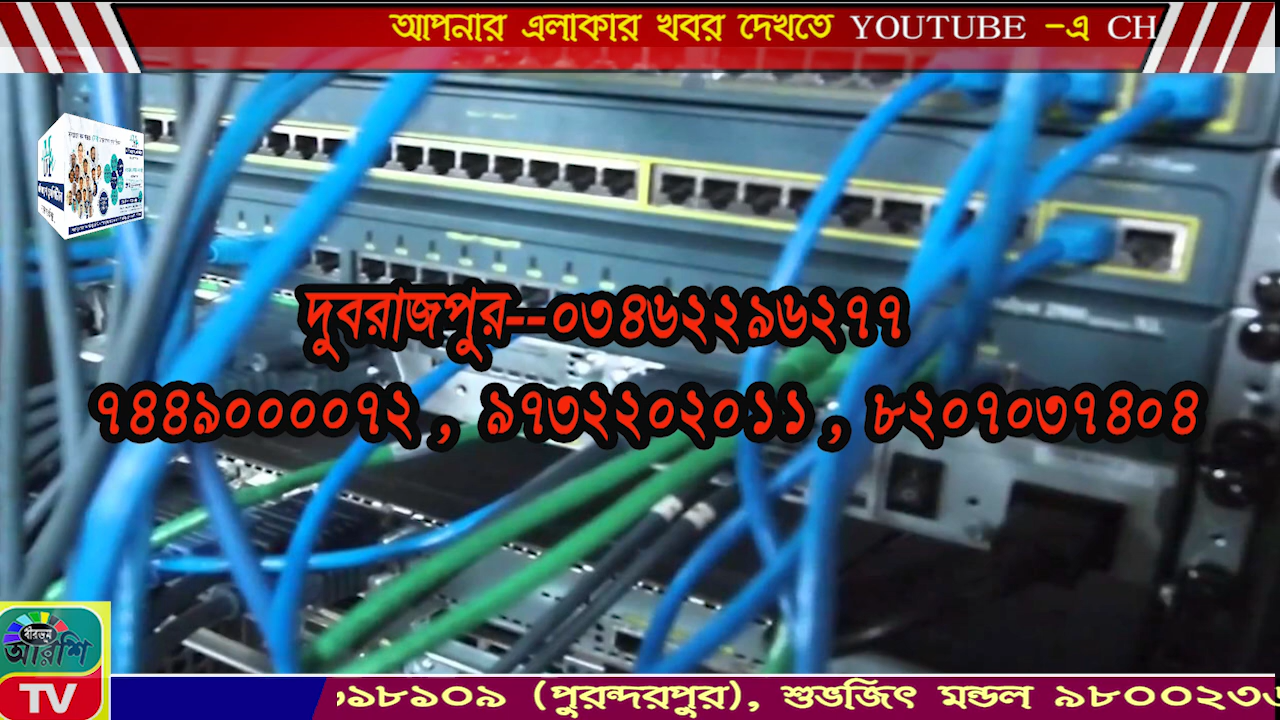 আপনার এলাকার খবর দেখতে YOUTUBE -এ CH
দুবরাজপুর--০৩৪৬২২৯৬২৭৭
৭৪৪৯০০০০৭২ , ৯৭৩২২০২০১১ , ৮২০৭০৩৭৪০৪
বীরভূম
আরশি
TV
১৮১০৯ (পুরন্দরপুর), শুভজিৎ মন্ডল ৯৮০০২৩